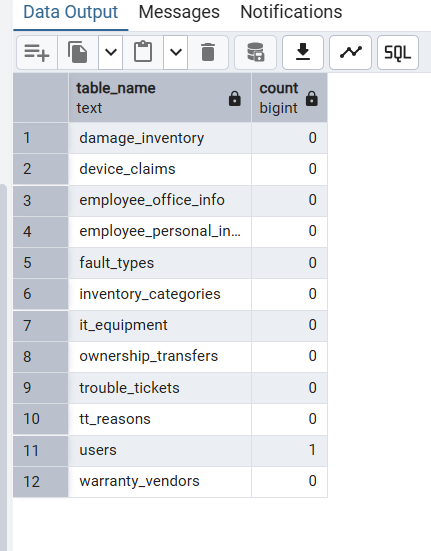 Data Output Messages Notifications
SQL
table_name count
text bigint
1 damage_inventory 0
2 device_claims 0
3 employee_office_info 0
4 employee_personal_in... 0
5 fault_types 0
6 inventory_categories 0
7 it_equipment 0
8 ownership_transfers 0
9 trouble_tickets 0
10 tt_reasons 0
11 users 1
12 warranty_vendors 0